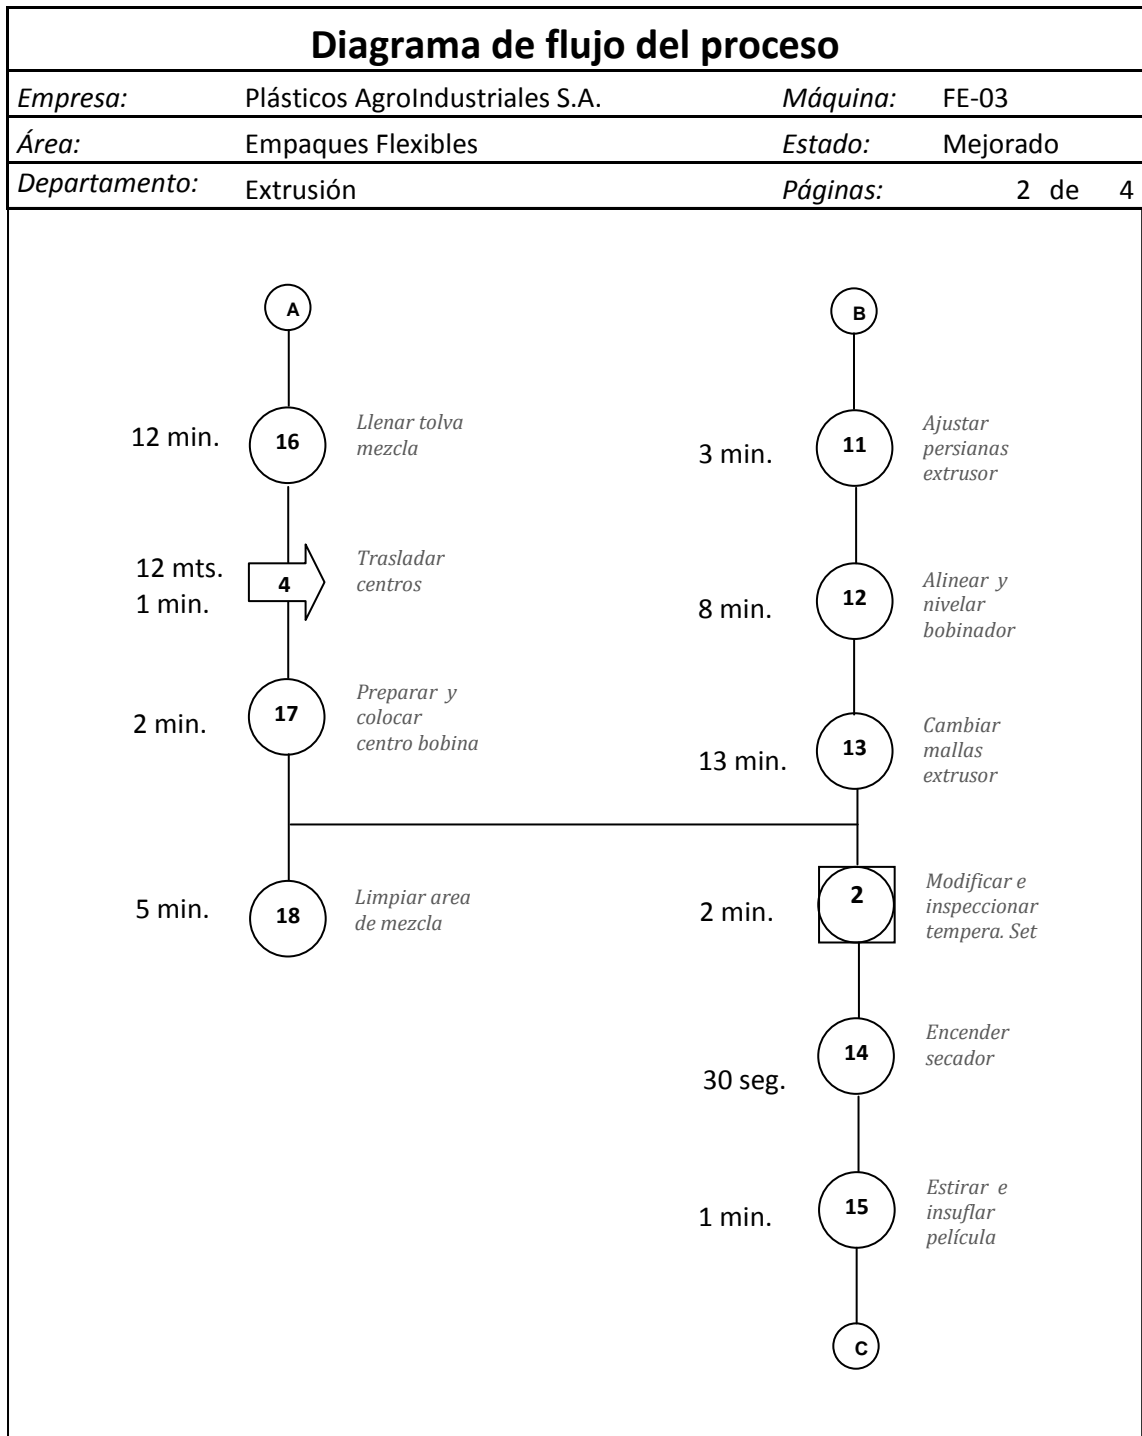 Diagrama de flujo del proceso
Empresa: Plásticos AgroIndustriales S.A. Máquina: FE-03
Área: Empaques Flexibles Estado: Mejorado
Departamento: Extrusión Páginas: 2 de 4
A
12 min.
16
Llenar tolva
mezcla
12 mts.
1 min.
4
Trasladar
centros
2 min.
17
Preparar y
colocar
centro bobina
5 min.
18
Limpiar area
de mezcla
B
3 min.
11
Ajustar
persianas
extrusor
8 min.
12
Alinear y
nivelar
bobinador
13 min.
13
Cambiar
mallas
extrusor
2 min.
2
Modificar e
inspeccionar
tempera. Set
30 seg.
14
Encender
secador
1 min.
15
Estirar e
insuflar
película
C